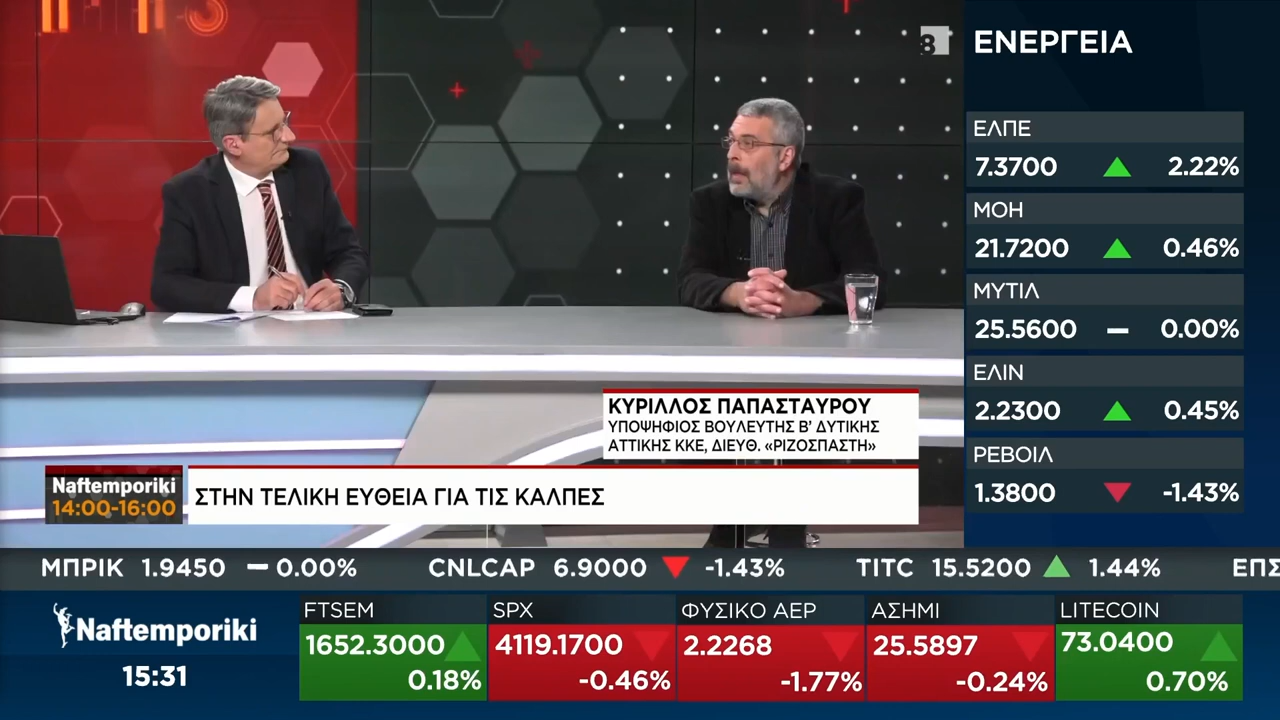 8
ΕΝΕΡΓΕΙΑ
ΕΛΠΕ
7.3700 2.22%
ΜΟΗ
21.7200 0.46%
ΜΥΤΙΛ
25.5600 0.00%
ΕΛΙΝ
2.2300 0.45%
ΡΕΒΟΙΛ
1.3800 -1.43%
ΚΥΡΙΛΛΟΣ ΠΑΠΑΣΤΑΥΡΟΥ
ΥΠΟΨΗΦΙΟΣ ΒΟΥΛΕΥΤΗΣ Β' ΔΥΤΙΚΗΣ
ΑΤΤΙΚΗΣ ΚΚΕ, ΔΙΕΥΘ. «ΡΙΖΟΣΠΑΣΤΗ»
Naftemporiki
14:00-16:00
ΣΤΗΝ ΤΕΛΙΚΗ ΕΥΘΕΙΑ ΓΙΑ ΤΙΣ ΚΑΛΠΕΣ
ΜΠΡΙΚ 1.9450 0.00% CNLCAP 6.9000 -1.43% TITC 15.5200 1.44% ΕΠΣ
Naftemporiki
15:31
FTSEM
1652.3000
0.18%
SPX
4119.1700
-0.46%
ΦΥΣΙΚΟ ΑΕΡ
2.2268
-1.77%
ΑΣΗΜΙ
25.5897
-0.24%
LITECOIN
73.0400
0.70%